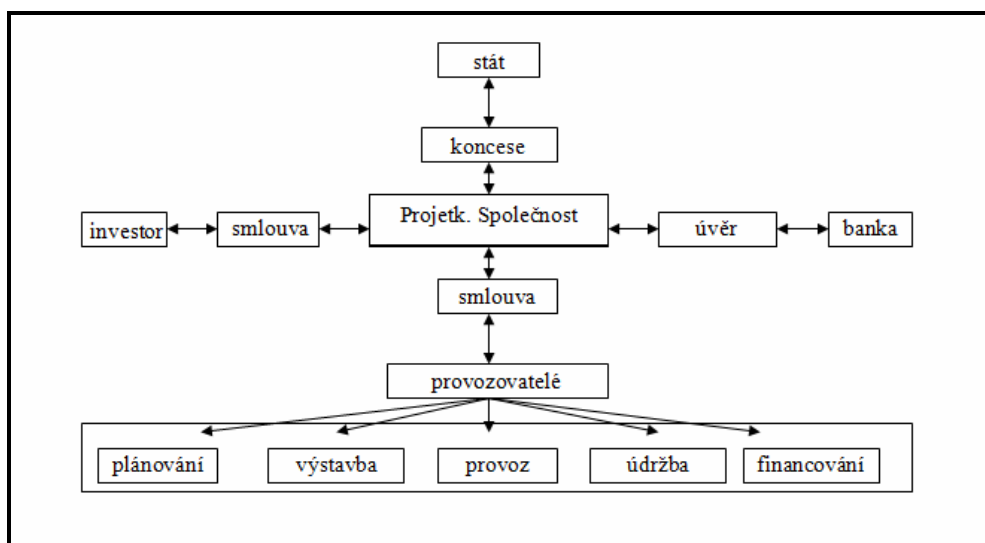 stát
koncese
Projetk. Společnost
investor
smlouva
úvěr
banka
smlouva
provozovatelé
plánování
výstavba
provoz
údržba
financování